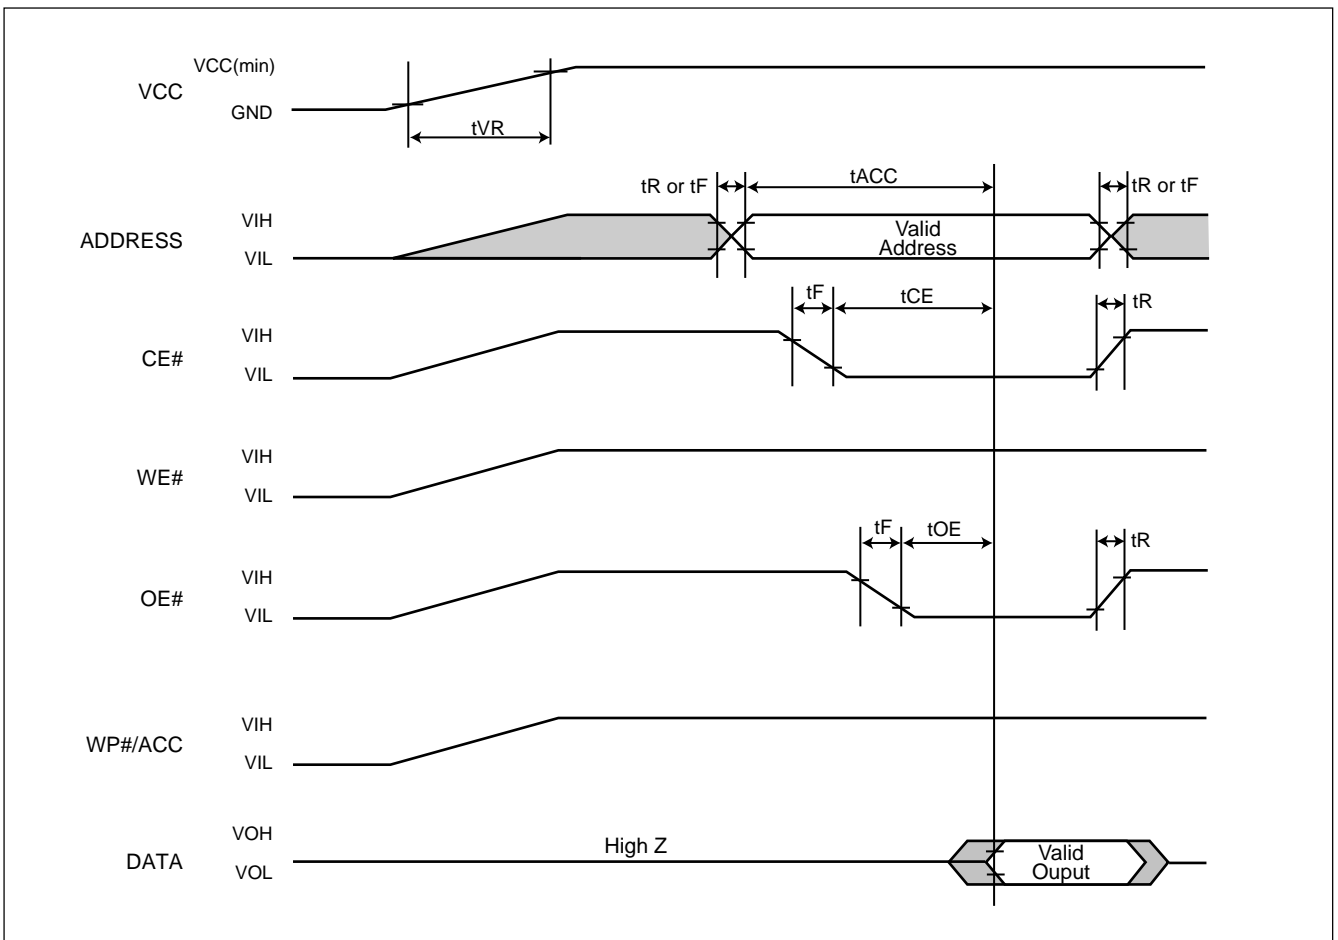 VCC
VCC(min)
GND
tVR
ADDRESS
VIH
VIL
tR or tF
tACC
tR or tF
Valid
Address
CE#
VIH
VIL
tF
tCE
tR
WE#
VIH
VIL
OE#
VIH
VIL
tF
tOE
tR
WP#/ACC
VIH
VIL
DATA
VOH
VOL
High Z
Valid
Ouput